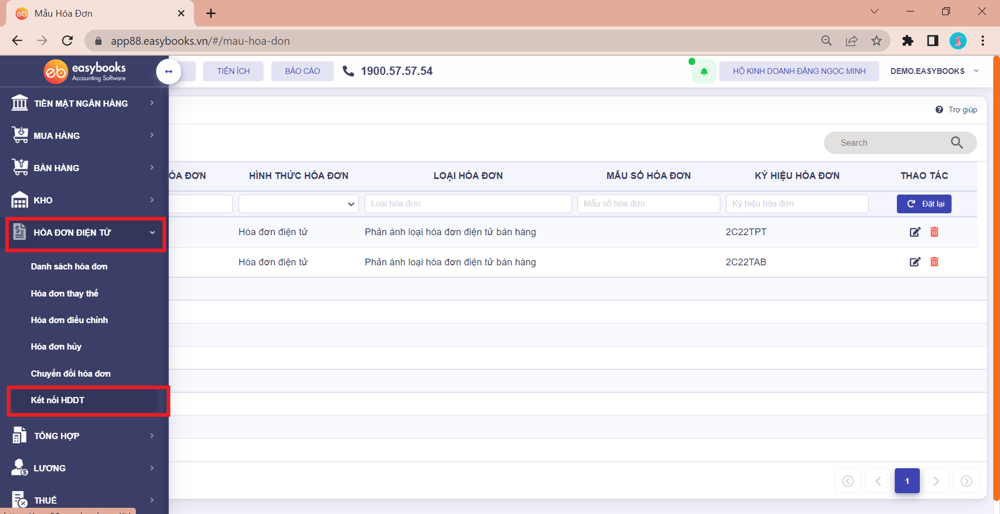 Mẫu Hóa Đơn
app88.easybooks.vn/#/mau-hoa-don
eb easybooks
Accounting Software
TIỆN ÍCH
BÁO CÁO
1900.57.57.54
HỘ KINH DOANH ĐẶNG NGỌC MINH
DEMO.EASYBOOKS
TIỀN MẶT NGÂN HÀNG
MUA HÀNG
BÁN HÀNG
KHO
HÓA ĐƠN ĐIỆN TỬ
Danh sách hóa đơn
Hóa đơn thay thế
Hóa đơn điều chỉnh
Hóa đơn hủy
Chuyển đổi hóa đơn
Kết nối HDDT
TỔNG HỢP
LƯƠNG
THUẾ
Trợ giúp
Search
ÓA ĐƠN
HÌNH THỨC HÓA ĐƠN
LOẠI HÓA ĐƠN
MẪU SỐ HÓA ĐƠN
KÝ HIỆU HÓA ĐƠN
THAO TÁC
Loại hóa đơn
Mẫu số hóa đơn
Ký hiệu hóa đơn
Đặt lại
Hóa đơn điện tử
Phản ánh loại hóa đơn điện tử bán hàng
2C22TPT
Hóa đơn điện tử
Phản ánh loại hóa đơn điện tử bán hàng
2C22TAB
1